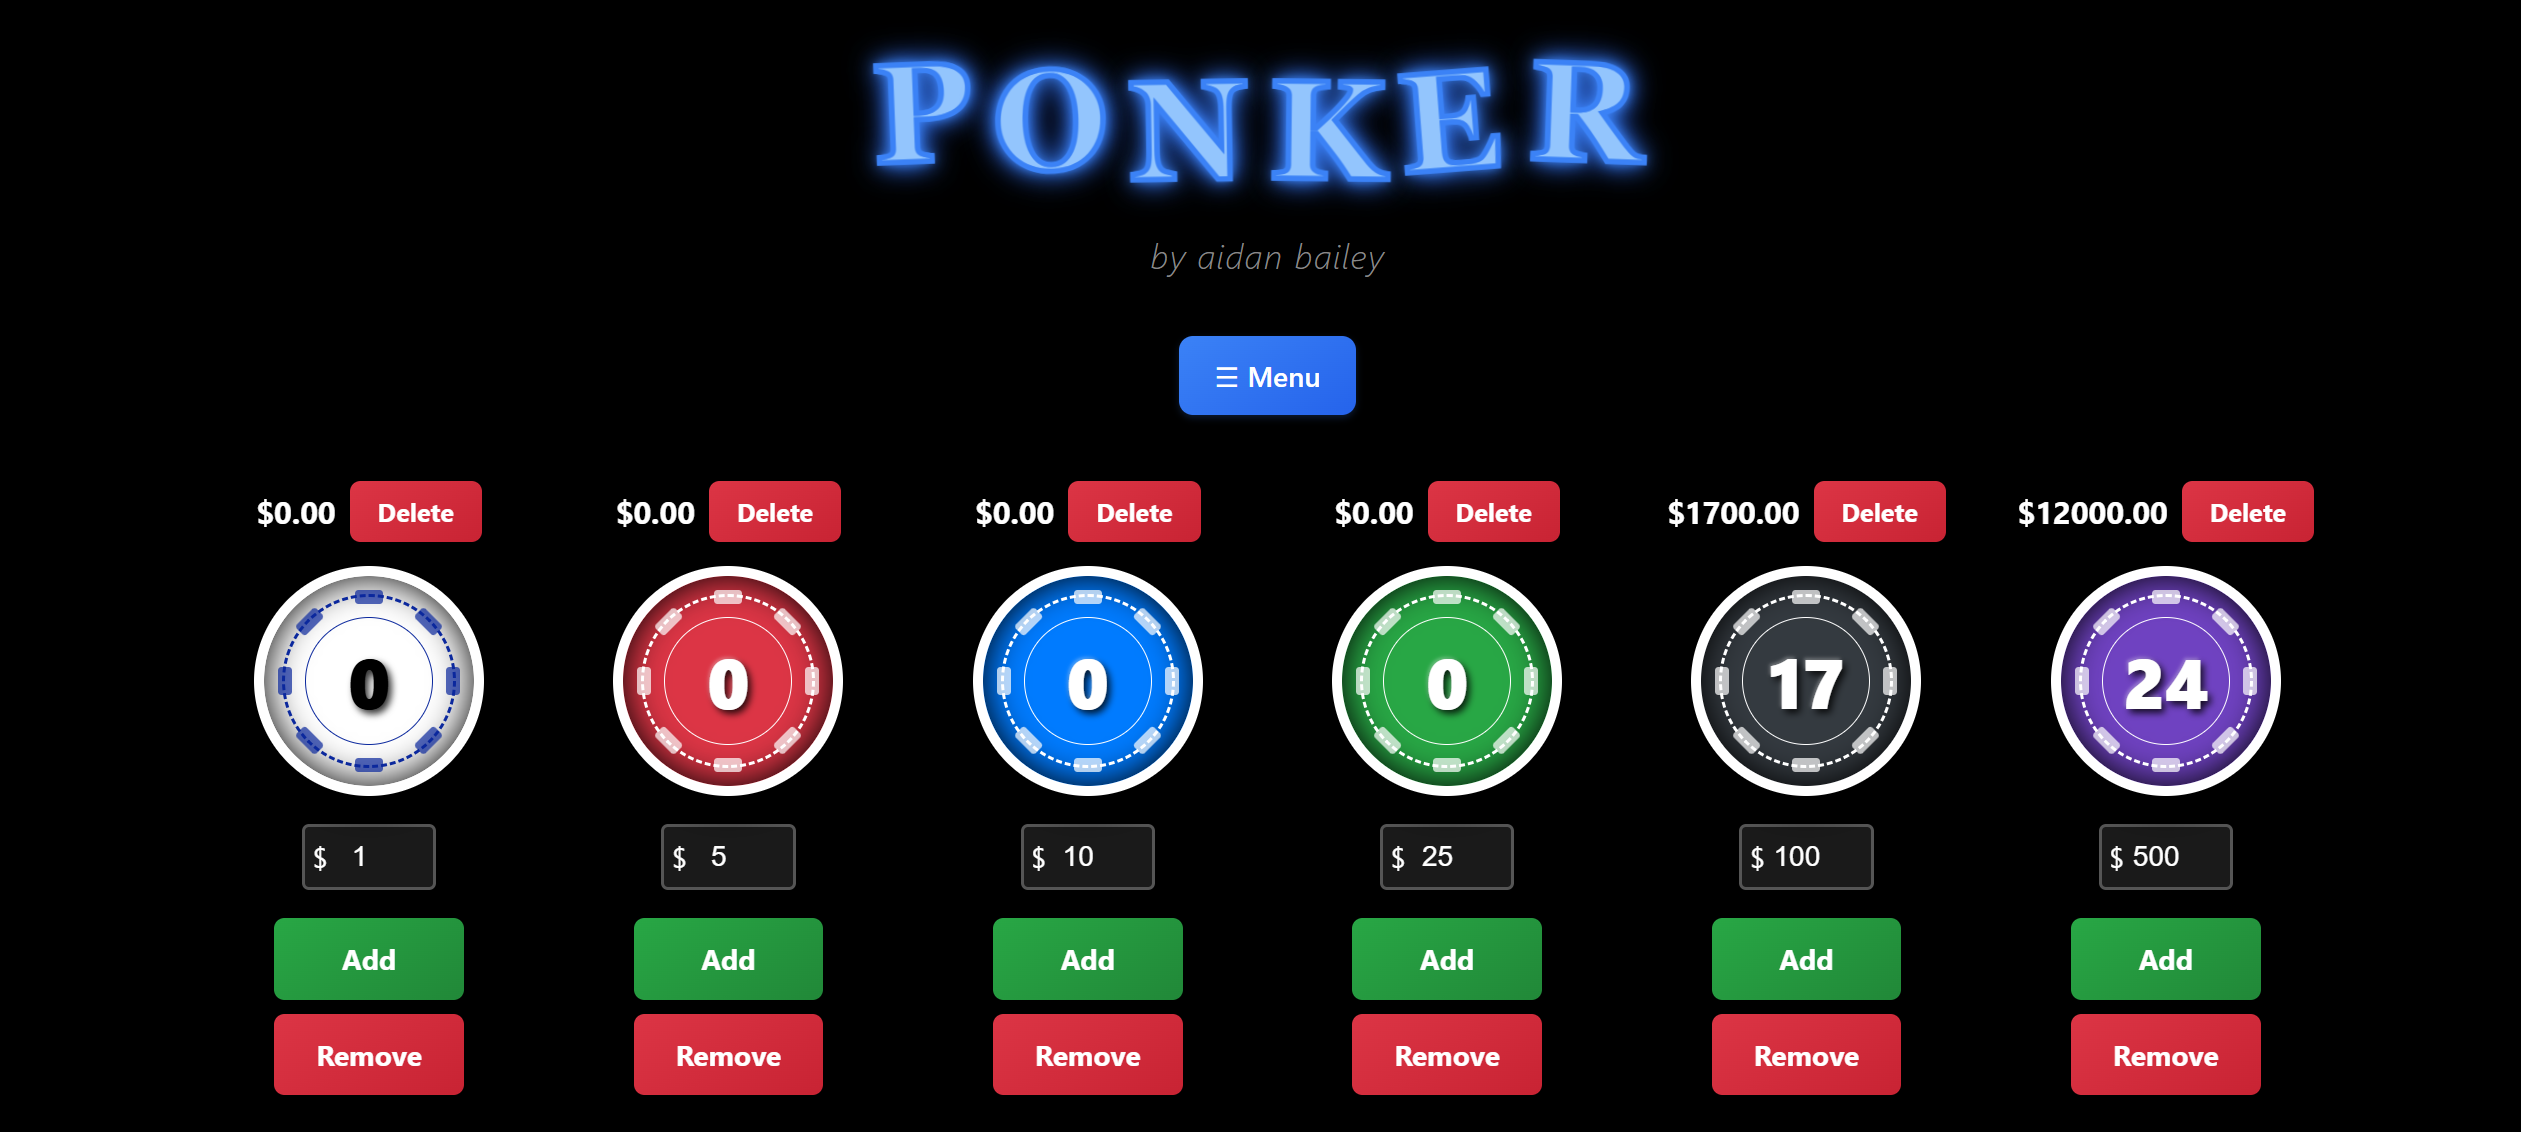 PONKER
by aidan bailey
☰ Menu
$0.00 Delete $0.00 Delete $0.00 Delete $0.00 Delete $1700.00 Delete $12000.00 Delete
0 0 0 0 17 24
$ 1 $ 5 $ 10 $ 25 $ 100 $ 500
Add Add Add Add Add Add
Remove Remove Remove Remove Remove Remove